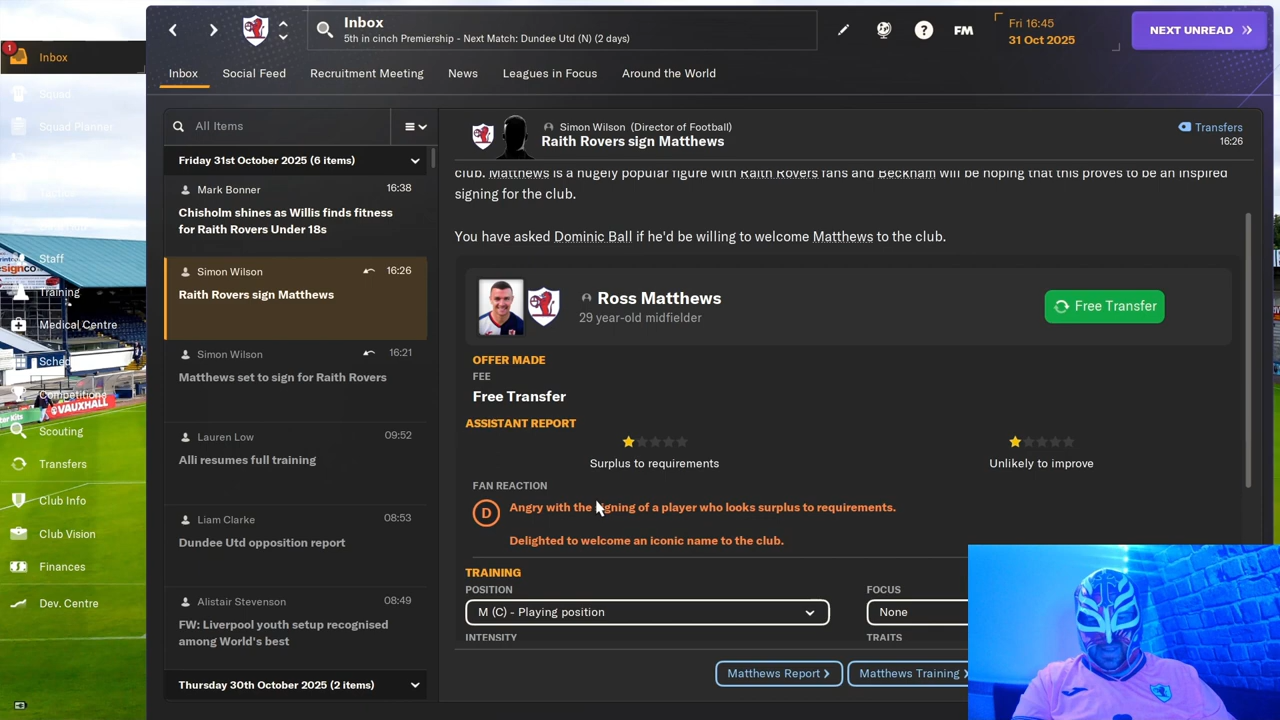 Inbox
5th in cinch Premiership - Next Match: Dundee Utd (N) (2 days)
?
FM
Fri 16:45
31 Oct 2025
NEXT UNREAD
1
Inbox
Squad
Squad Planner
Staff
Training
Medical Centre
Sched
Competitions
Scouting
Transfers
Club Info
Club Vision
Finances
Dev. Centre
esignco
ter Kits
VAUXHALL
Inbox
Social Feed
Recruitment Meeting
News
Leagues in Focus
Around the World
All Items
Friday 31st October 2025 (6 items)
Mark Bonner 16:38
Chisholm shines as Willis finds fitness
for Raith Rovers Under 18s
Simon Wilson 16:26
Raith Rovers sign Matthews
Simon Wilson 16:21
Matthews set to sign for Raith Rovers
Lauren Low 09:52
Alli resumes full training
Liam Clarke 08:53
Dundee Utd opposition report
Alistair Stevenson 08:49
FW: Liverpool youth setup recognised
among World's best
Thursday 30th October 2025 (2 items)
Simon Wilson (Director of Football)
Raith Rovers sign Matthews
Transfers
16:26
club. Matthews is a hugely popular figure with Raith Rovers fans and Beckham will be hoping that this proves to be an inspired
signing for the club.
You have asked Dominic Ball if he'd be willing to welcome Matthews to the club.
Ross Matthews
29 year-old midfielder
Free Transfer
OFFER MADE
FEE
Free Transfer
ASSISTANT REPORT
Surplus to requirements
Unlikely to improve
FAN REACTION
D
Angry with the signing of a player who looks surplus to requirements.
Delighted to welcome an iconic name to the club.
TRAINING
POSITION
FOCUS
M (C) - Playing position
None
INTENSITY
TRAITS
Matthews Report
Matthews Training